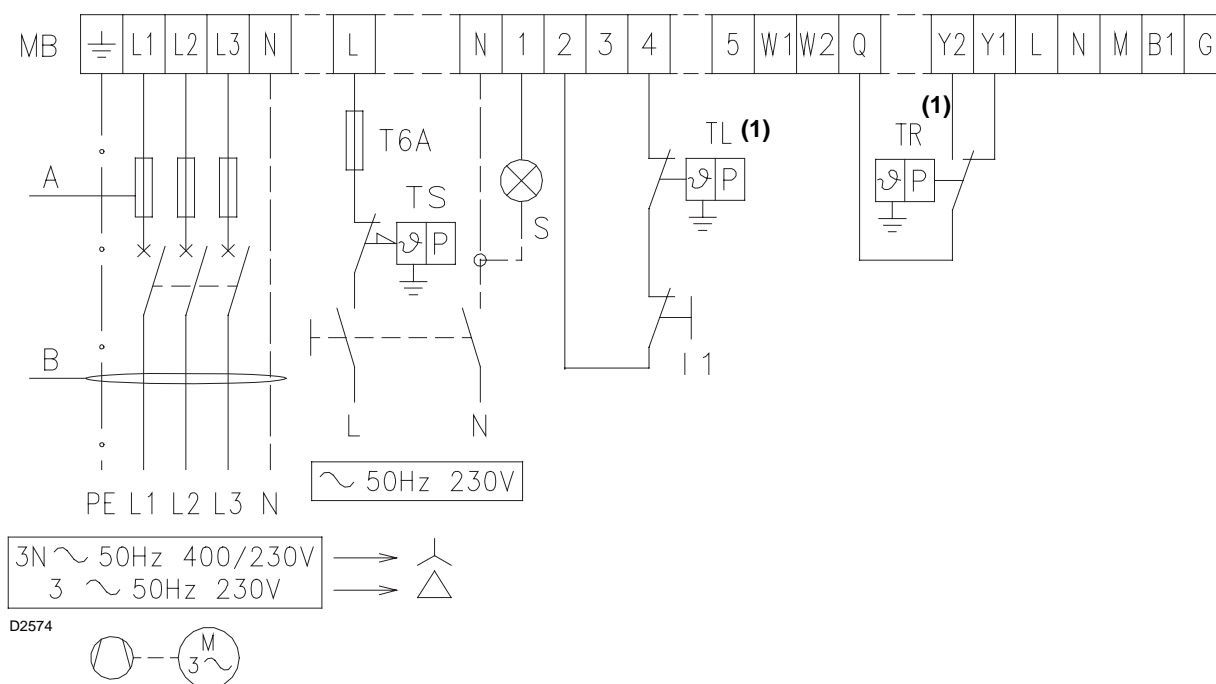 MB L1 L2 L3 N L N 1 2 3 4 5 W1 W2 Q Y2 Y1 L N M B1 G
T6A TL (1) TR (1)
ϑ P ϑ P
A
TS S
ϑ P
B
I1
L N
PE L1 L2 L3 N
~ 50Hz 230V
3N ~ 50Hz 400/230V
3 ~ 50Hz 230V
D2574
M
3~